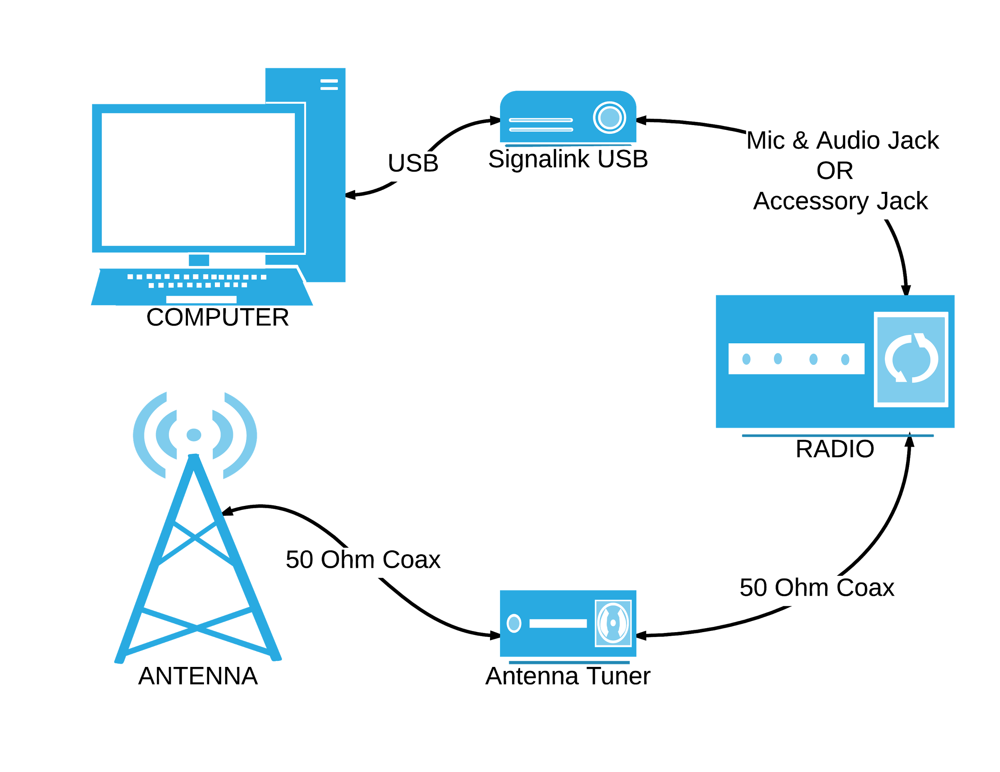 USB
Signalink USB
Mic & Audio Jack
OR
Accessory Jack
COMPUTER
RADIO
50 Ohm Coax
50 Ohm Coax
ANTENNA
Antenna Tuner